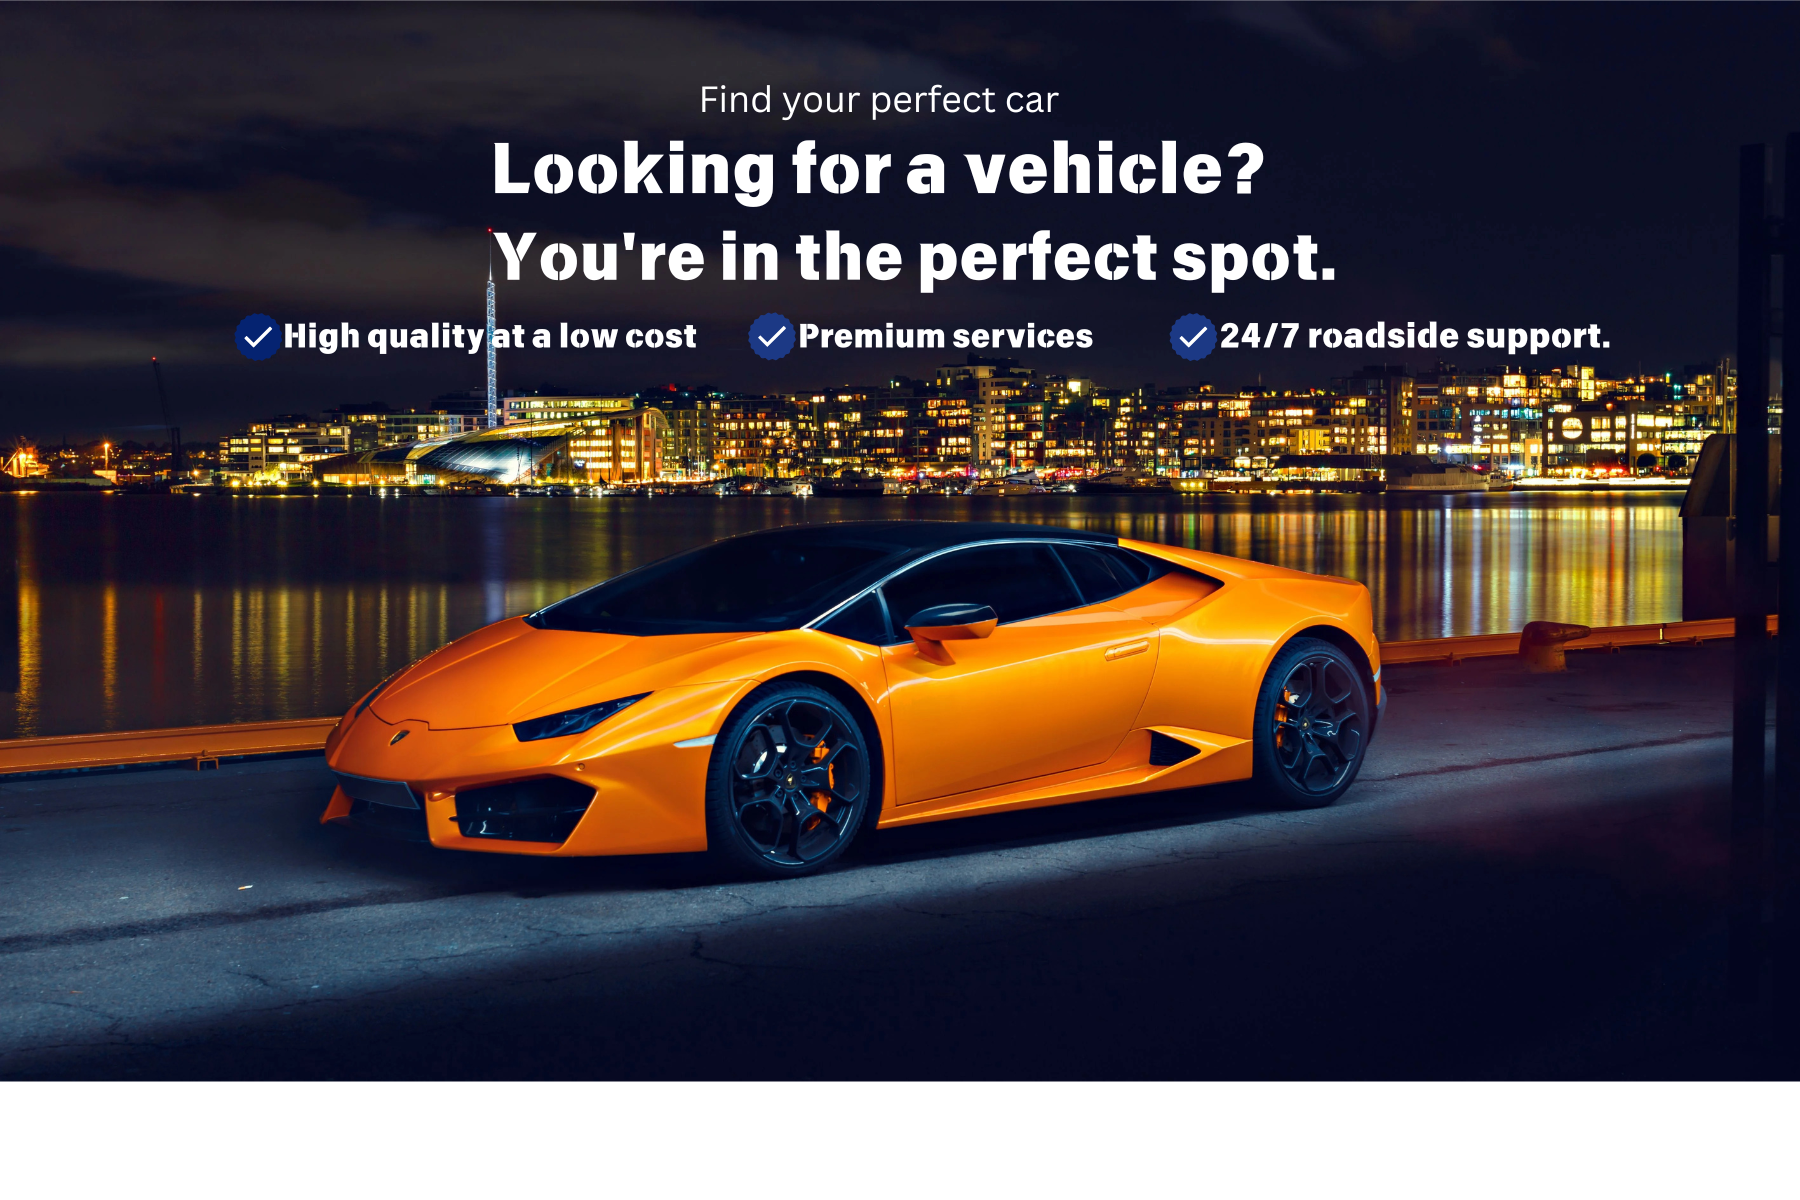 Find your perfect car
Looking for a vehicle?
You're in the perfect spot.
High quality at a low cost
Premium services
24/7 roadside support.